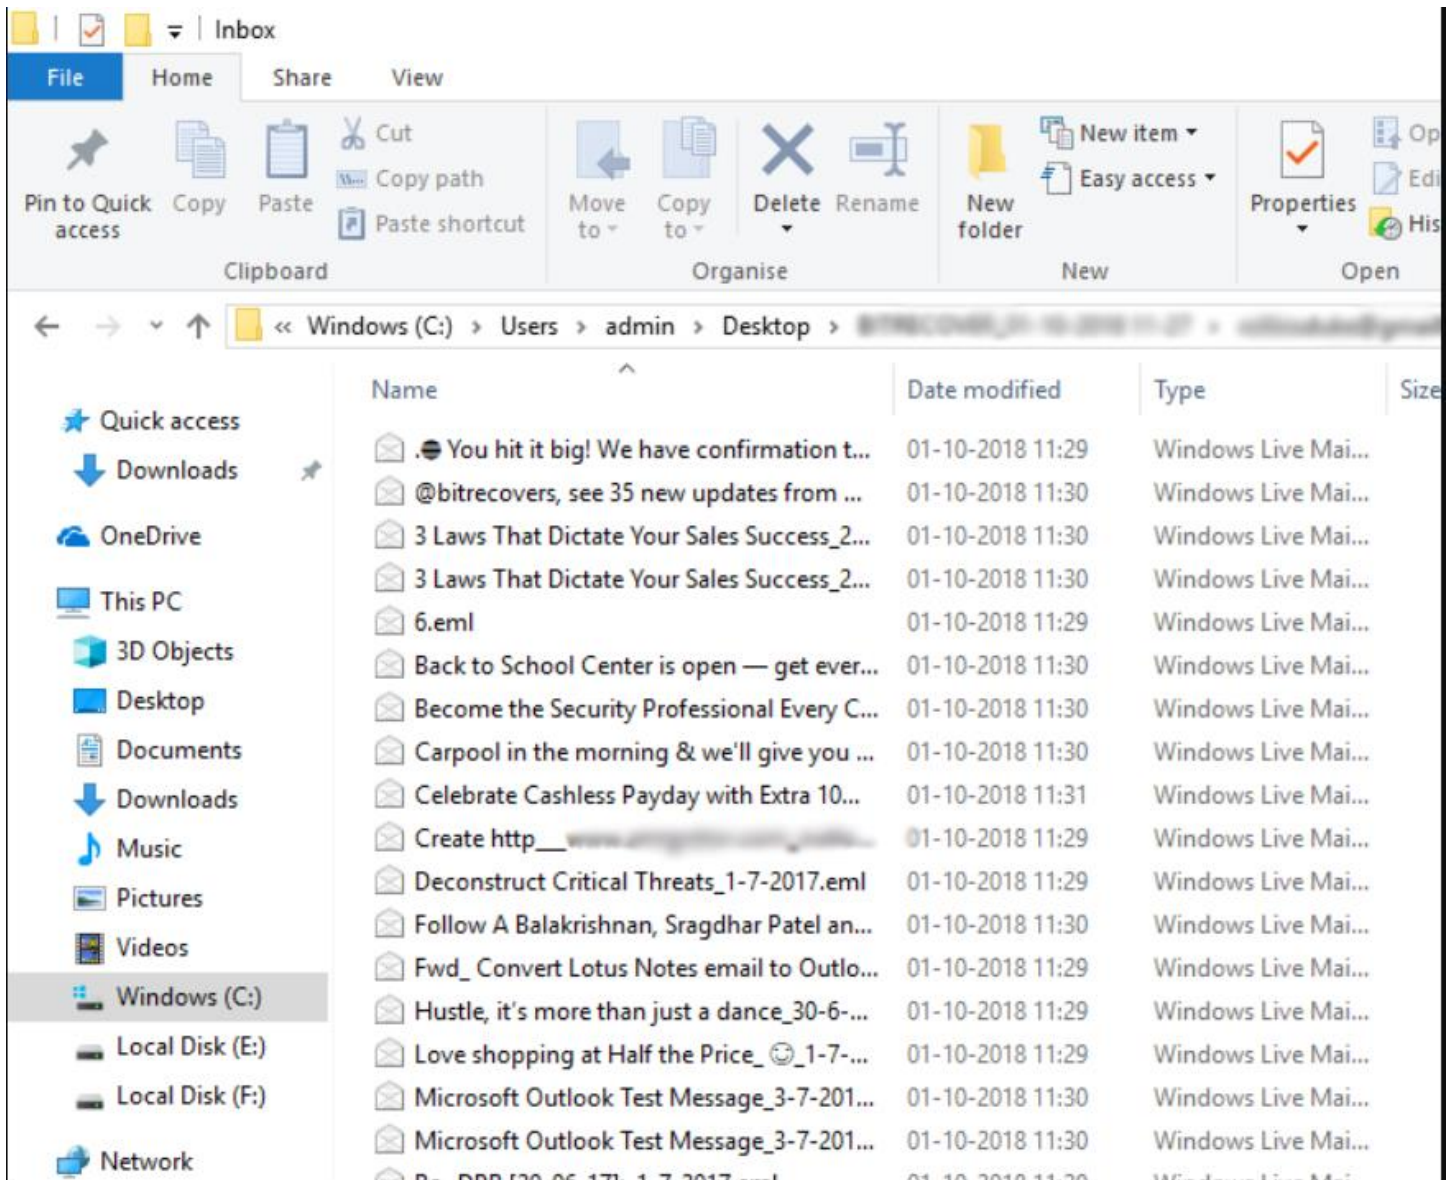 Inbox
File Home Share View
Pin to Quick access
Copy
Paste
Cut
Copy path
Paste shortcut
Clipboard
Move to
Copy to
Delete
Rename
Organise
New folder
New item
Easy access
New
Properties
Op
Edi
His
Open
« Windows (C:) › Users › admin › Desktop ›
Name Date modified Type Size
Quick access
Downloads
OneDrive
This PC
3D Objects
Desktop
Documents
Downloads
Music
Pictures
Videos
Windows (C:)
Local Disk (E:)
Local Disk (F:)
Network
. You hit it big! We have confirmation t... 01-10-2018 11:29 Windows Live Mai...
@bitrecovers, see 35 new updates from ... 01-10-2018 11:30 Windows Live Mai...
3 Laws That Dictate Your Sales Success_2... 01-10-2018 11:30 Windows Live Mai...
3 Laws That Dictate Your Sales Success_2... 01-10-2018 11:30 Windows Live Mai...
6.eml 01-10-2018 11:29 Windows Live Mai...
Back to School Center is open — get ever... 01-10-2018 11:30 Windows Live Mai...
Become the Security Professional Every C... 01-10-2018 11:30 Windows Live Mai...
Carpool in the morning & we'll give you ... 01-10-2018 11:30 Windows Live Mai...
Celebrate Cashless Payday with Extra 10... 01-10-2018 11:31 Windows Live Mai...
Create http__ 01-10-2018 11:29 Windows Live Mai...
Deconstruct Critical Threats_1-7-2017.eml 01-10-2018 11:29 Windows Live Mai...
Follow A Balakrishnan, Sragdhar Patel an... 01-10-2018 11:30 Windows Live Mai...
Fwd_ Convert Lotus Notes email to Outlo... 01-10-2018 11:29 Windows Live Mai...
Hustle, it's more than just a dance_30-6-... 01-10-2018 11:29 Windows Live Mai...
Love shopping at Half the Price_ ☺_1-7-... 01-10-2018 11:29 Windows Live Mai...
Microsoft Outlook Test Message_3-7-201... 01-10-2018 11:30 Windows Live Mai...
Microsoft Outlook Test Message_3-7-201... 01-10-2018 11:30 Windows Live Mai...